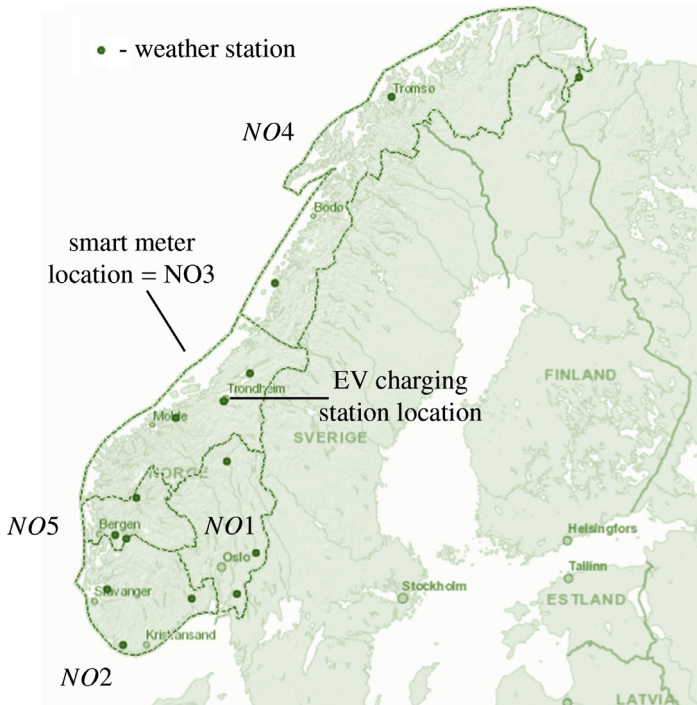 - weather station
Tromsø
NO4
Bodø
smart meter
location = NO3
Trondheim
EV charging
station location
FINLAND
Molde
SVERIGE
NORGE
NO5
Bergen
NO1
Helsingfors
Oslo
Tallinn
Stockholm
Stavanger
ESTLAND
Kristiansand
NO2
LATVIA